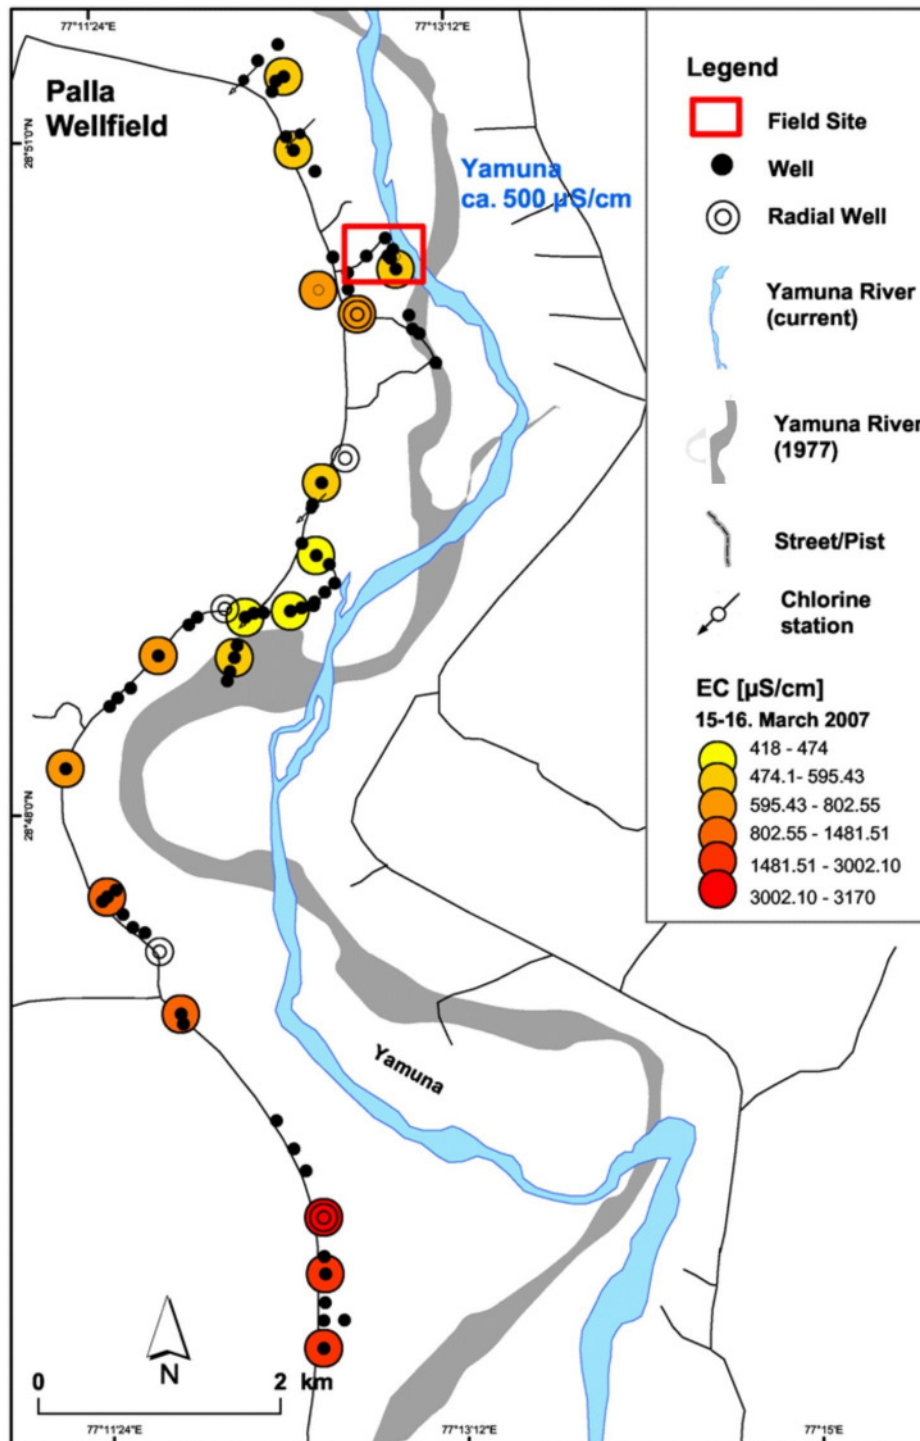 77°11'24"E
77°13'12"E
Palla
Wellfield
28°51'0"N
Yamuna
ca. 500 µS/cm
28°48'0"N
Yamuna
N
0 2 km
77°11'24"E
77°13'12"E
77°15'E
Legend
Field Site
Well
Radial Well
Yamuna River
(current)
Yamuna River
(1977)
Street/Pist
Chlorine
station
EC [µS/cm]
15-16. March 2007
418 - 474
474.1- 595.43
595.43 - 802.55
802.55 - 1481.51
1481.51 - 3002.10
3002.10 - 3170